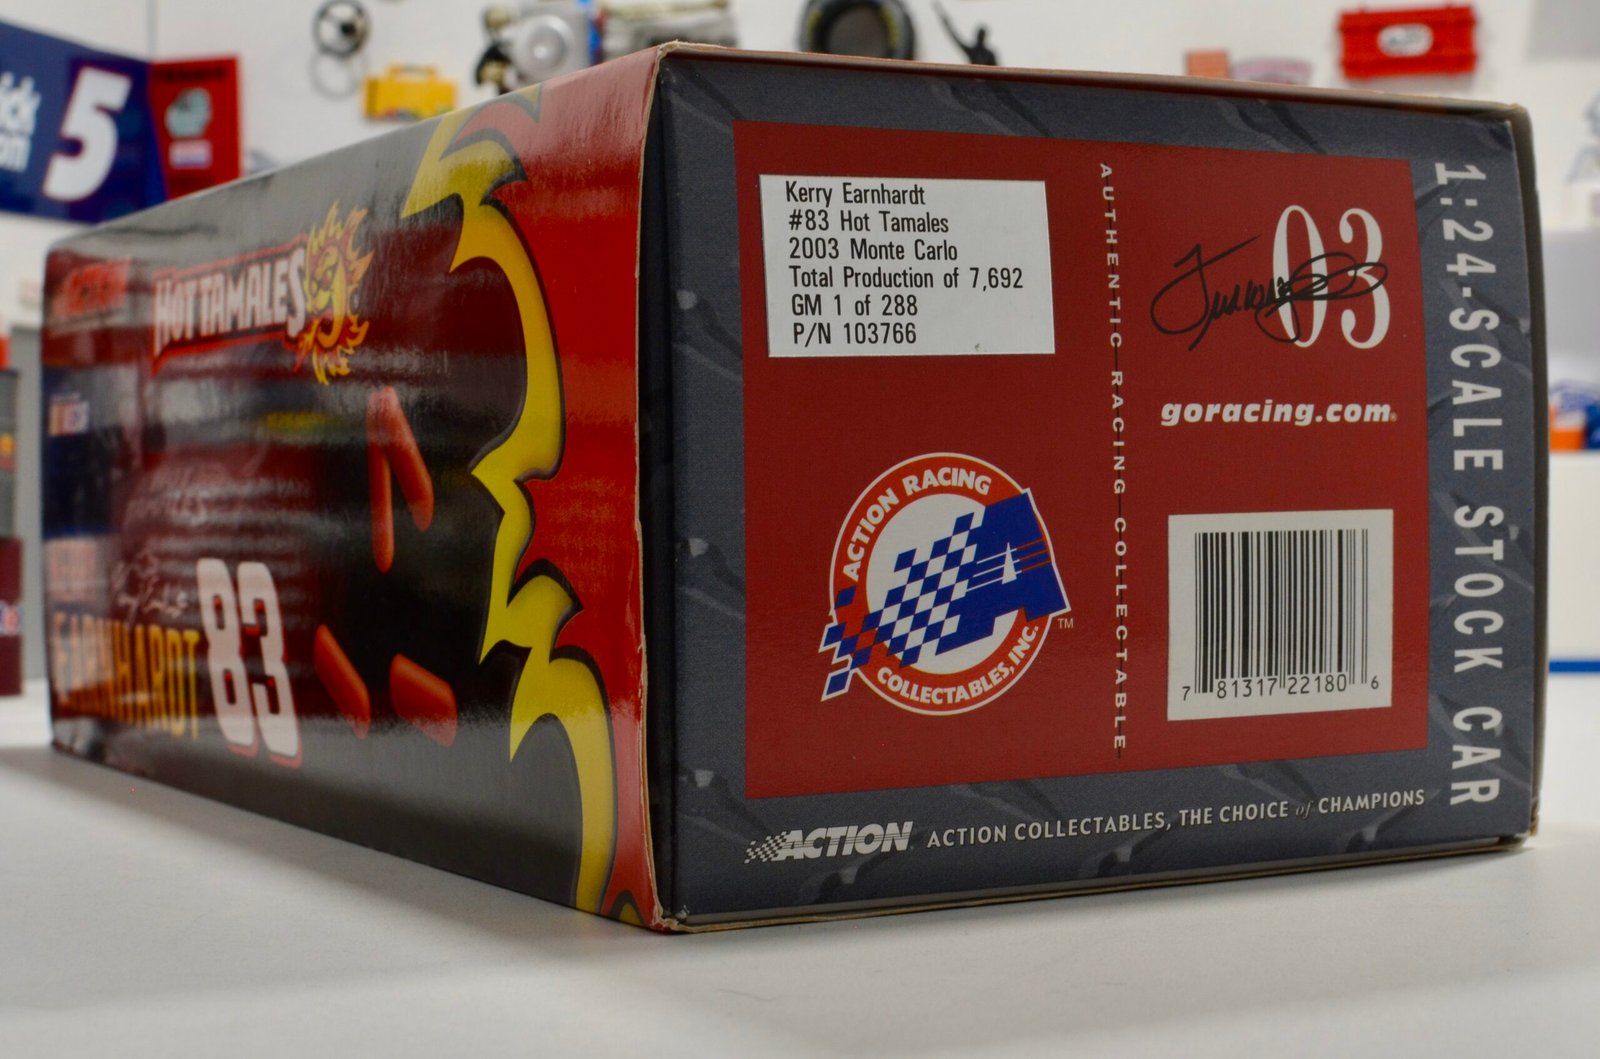 5
HOT TAMALES
EARNHARDT
83
Kerry Earnhardt
#83 Hot Tamales
2003 Monte Carlo
Total Production of 7,692
GM 1 of 288
P/N 103766
ACTION RACING
COLLECTABLES, INC.
TM
AUTHENTIC RACING COLLECTABLE
03
goracing.com
7 81317 22180 6
1:24-SCALE STOCK CAR
ACTION
ACTION COLLECTABLES, THE CHOICE of CHAMPIONS